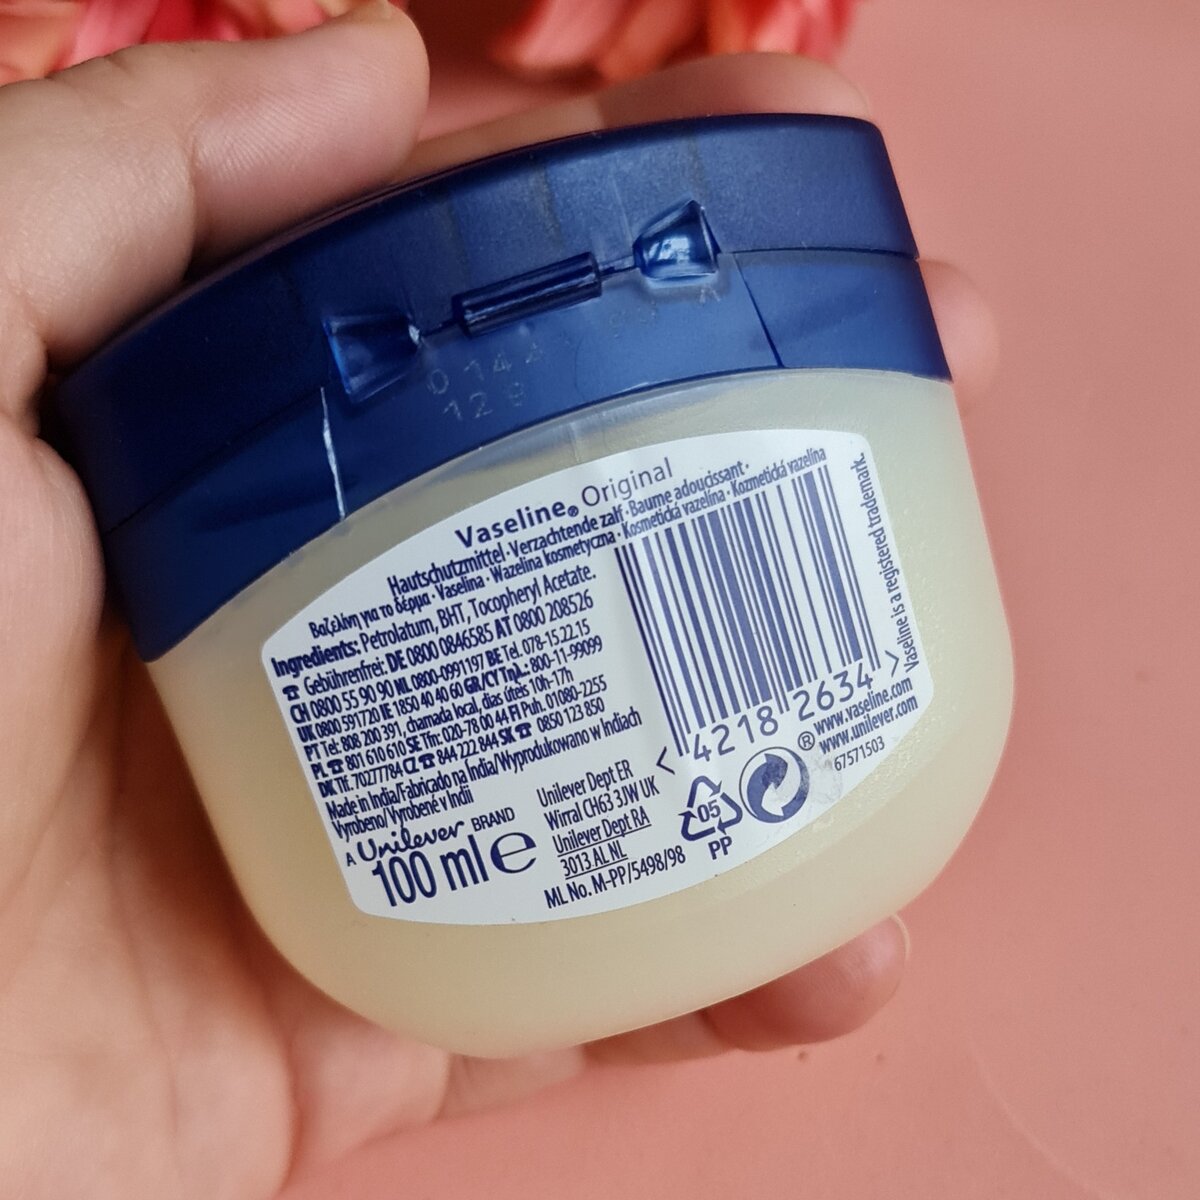 Vaseline® Original
Hautschutzmittel · Verzachtende zalf · Baume adoucissant ·
Βαζελίνη για το δέρμα · Vaselina · Wazelina kosmetyczna · Kosmetická vazelína · Kozmetická vazelína
Ingredients: Petrolatum, BHT, Tocopheryl Acetate.
☎ Gebührenfrei: DE 0800 0846585 AT 0800 208526
CH 0800 55 90 90 NL 0800-0991197 BE Tel. 078-15.22.15
UK 0800 591720 IE 1850 40 40 60 GR/CY Τηλ.: 800-11-99099
PT Tel: 808 200 391, chamada local, dias úteis 10h-17h
PL ☎ 801 610 610 SE Tfn: 020-78 00 44 FI Puh. 01080-2255
DK Tlf. 70277784 CZ ☎ 844 222 844 SK ☎ 0850 123 850
Made in India/Fabricado na India/Wyprodukowano w Indiach
Vyrobeno/Vyrobené v Indii
A Unilever BRAND
100 ml ℮
Unilever Dept ER
Wirral CH63 3JW UK
Unilever Dept RA
3013 AL NL
ML No. M-PP/5498/98
< 4218 2634 >
05
PP
®
www.vaseline.com
www.unilever.com
67571503
Vaseline is a registered trademark.